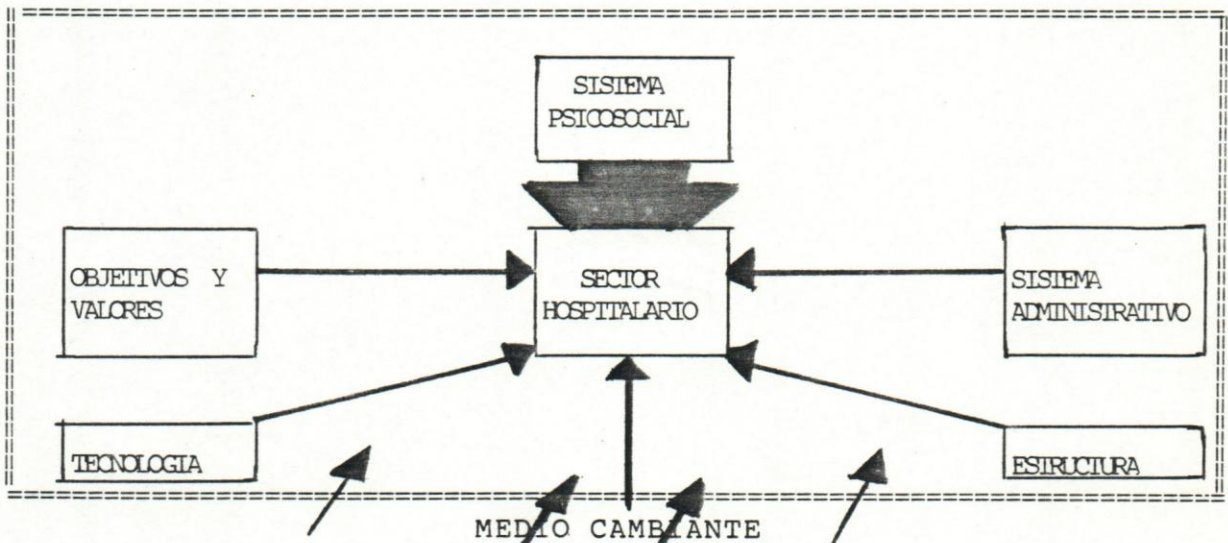 SISTEMA
PSICOSOCIAL
OBJETIVOS Y
VALORES
SECTOR
HOSPITALARIO
SISTEMA
ADMINISTRATIVO
TECNOLOGIA
ESTRUCTURA
MEDIO CAMBIANTE